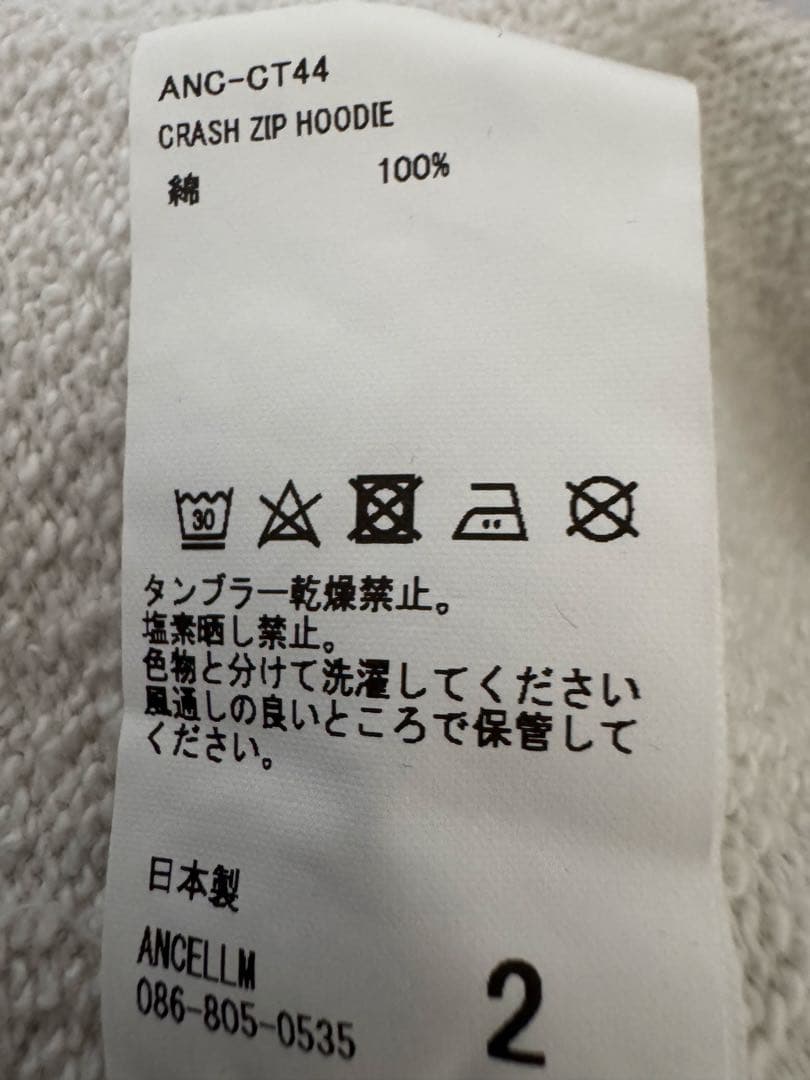 ANC-CT44
CRASH ZIP HOODIE
綿 100%
30
タンブラー乾燥禁止。
塩素晒し禁止。
色物と分けて洗濯してください
風通しの良いところで保管して
ください。
日本製
ANCELLM
086-805-0535
2